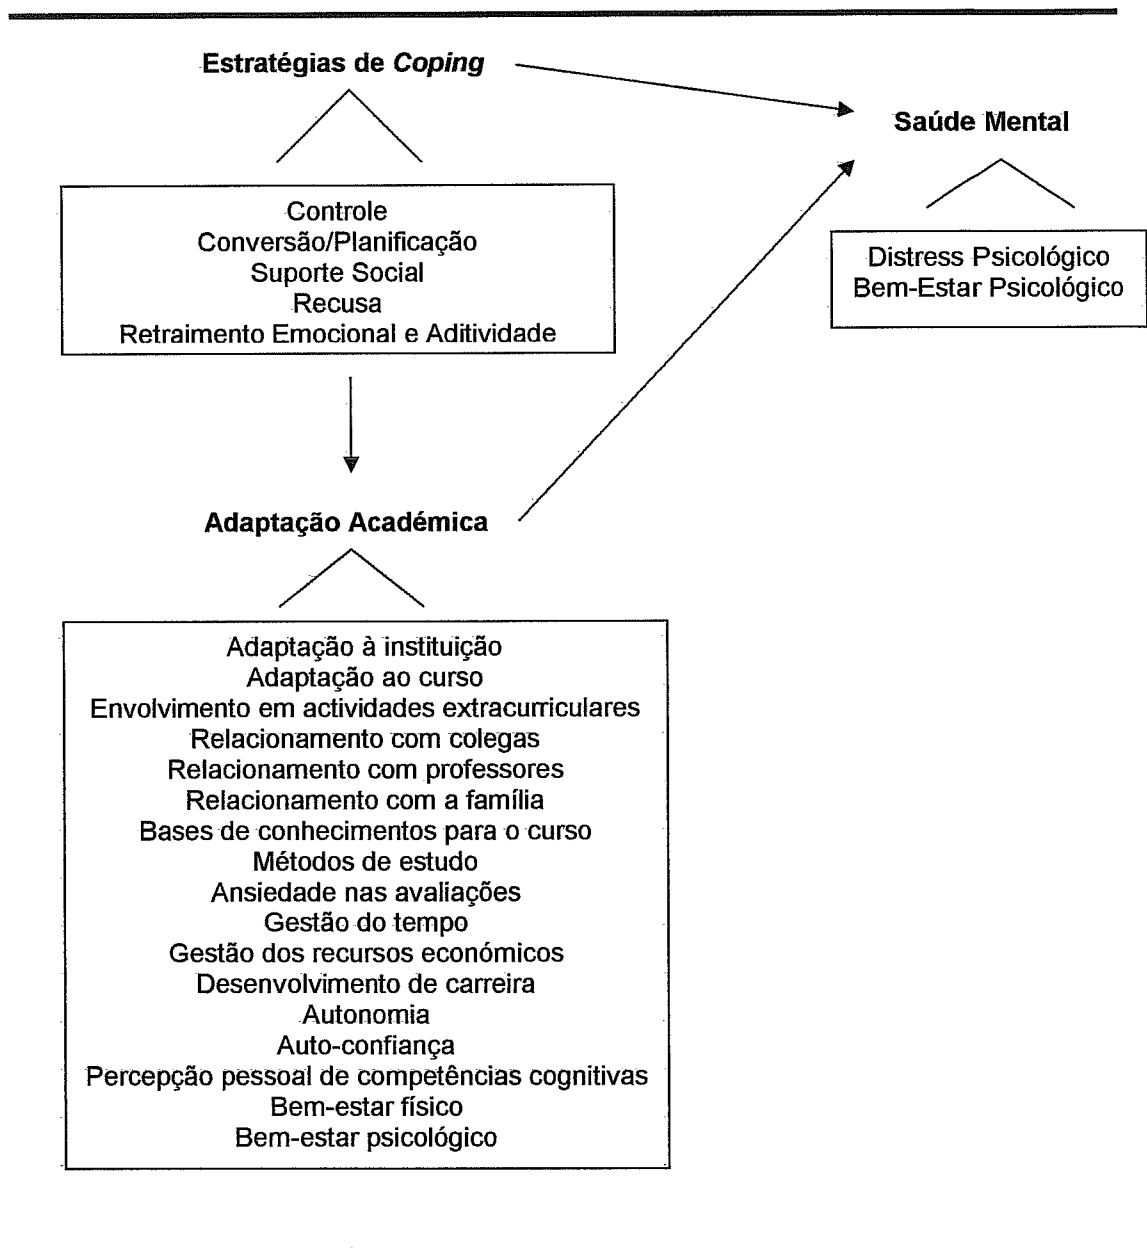 Estratégias de Coping
Saúde Mental
Controle
Conversão/Planificação
Suporte Social
Recusa
Retraimento Emocional e Aditividade
Distress Psicológico
Bem-Estar Psicológico
Adaptação Académica
Adaptação à instituição
Adaptação ao curso
Envolvimento em actividades extracurriculares
Relacionamento com colegas
Relacionamento com professores
Relacionamento com a família
Bases de conhecimentos para o curso
Métodos de estudo
Ansiedade nas avaliações
Gestão do tempo
Gestão dos recursos económicos
Desenvolvimento de carreira
Autonomia
Auto-confiança
Percepção pessoal de competências cognitivas
Bem-estar físico
Bem-estar psicológico